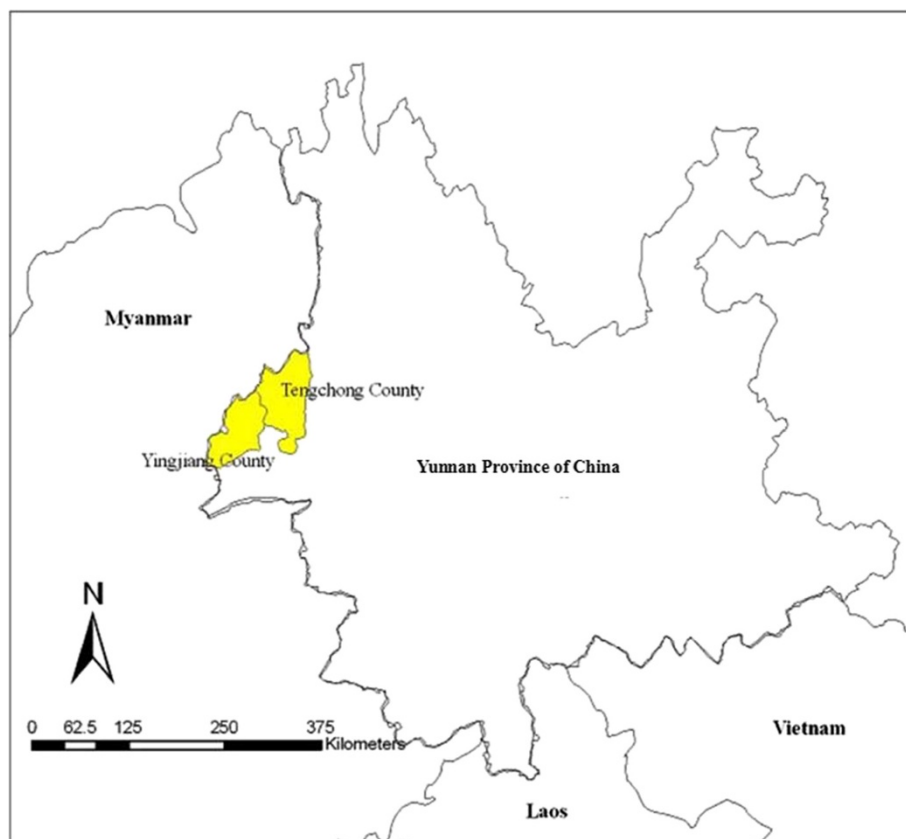 Myanmar
Tengchong County
Yingjiang County
Yunnan Province of China
N
0 62.5 125 250 375
Kilometers
Vietnam
Laos